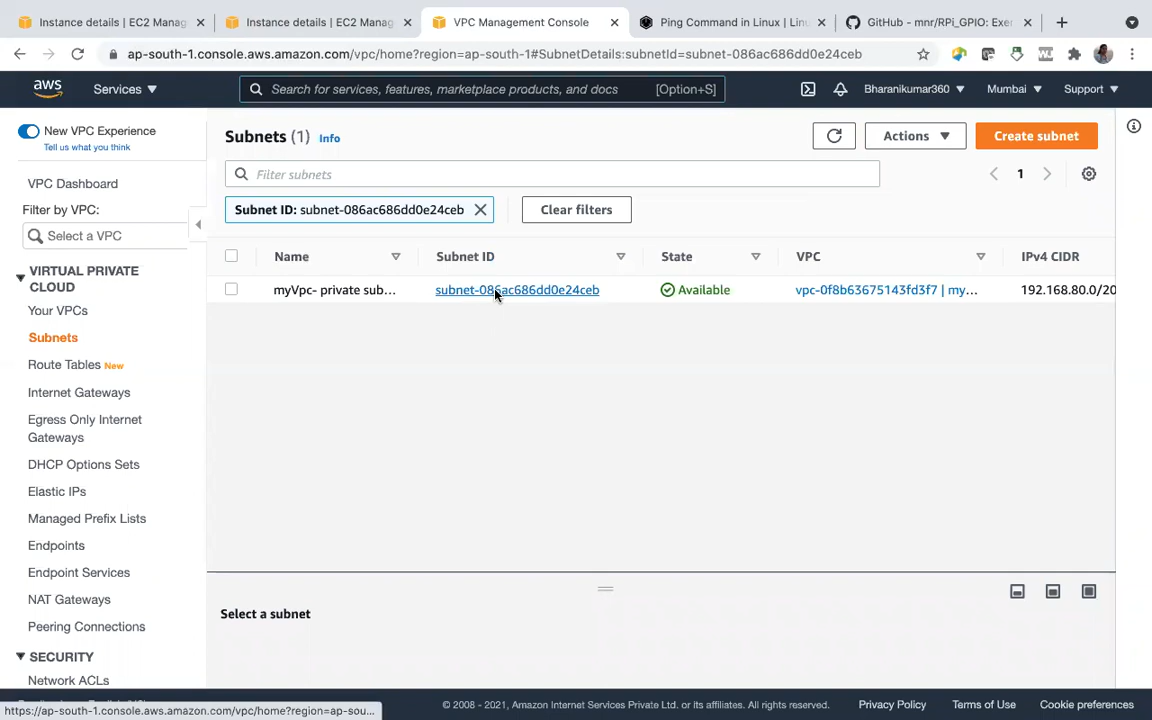 Instance details | EC2 Manag
Instance details | EC2 Manag
VPC Management Console
Ping Command in Linux | Linu
GitHub - mnr/RPi_GPIO: Exer
ap-south-1.console.aws.amazon.com/vpc/home?region=ap-south-1#SubnetDetails:subnetId=subnet-086ac686dd0e24ceb
aws
Services
Search for services, features, marketplace products, and docs
[Option+S]
Bharanikumar360
Mumbai
Support
New VPC Experience
Tell us what you think
VPC Dashboard
Filter by VPC:
Select a VPC
VIRTUAL PRIVATE
CLOUD
Your VPCs
Subnets
Route Tables New
Internet Gateways
Egress Only Internet
Gateways
DHCP Options Sets
Elastic IPs
Managed Prefix Lists
Endpoints
Endpoint Services
NAT Gateways
Peering Connections
SECURITY
Network ACLs
Subnets (1) Info
Actions
Create subnet
Filter subnets
1
Subnet ID: subnet-086ac686dd0e24ceb
Clear filters
Name
Subnet ID
State
VPC
IPv4 CIDR
myVpc- private sub...
subnet-086ac686dd0e24ceb
Available
vpc-0f8b63675143fd3f7 | my...
192.168.80.0/20
Select a subnet
https://ap-south-1.console.aws.amazon.com/vpc/home?region=ap-sou...
© 2008 - 2021, Amazon Internet Services Private Ltd. or its affiliates. All rights reserved.
Privacy Policy
Terms of Use
Cookie preferences